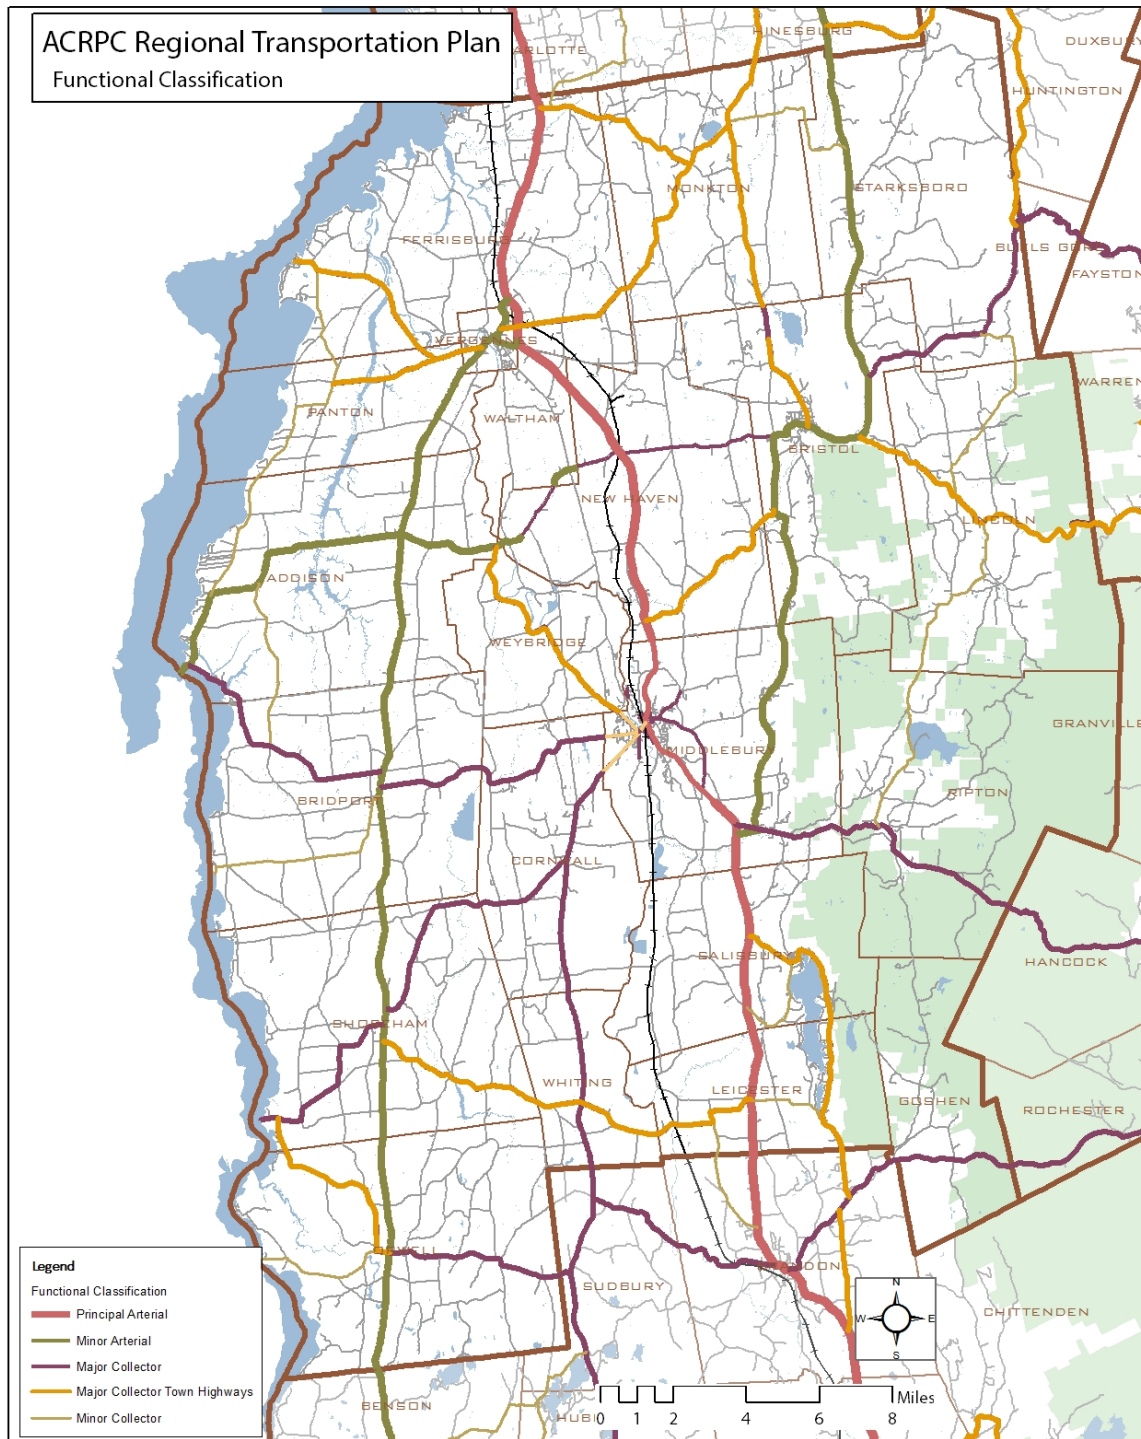 ACRPC Regional Transportation Plan
Functional Classification
HINESBURG
DUXBURY
HUNTINGTON
MONKTON
STARKSBORO
FERRISBURG
FAYSTON
VERGENNES
WARREN
PANTON
WALTHAM
BRISTOL
NEW HAVEN
LINCOLN
ADDISON
WEYBRIDGE
GRANVILLE
MIDDLEBURY
BRIDPORT
RIPTON
CORNWALL
SALISBURY
HANCOCK
SHOREHAM
WHITING
LEICESTER
GOSHEN
ROCHESTER
SUDBURY
CHITTENDEN
BENSON
HUB
N
W E
S
Legend
Functional Classification
Principal Arterial
Minor Arterial
Major Collector
Major Collector Town Highways
Minor Collector
Miles
0 1 2 4 6 8